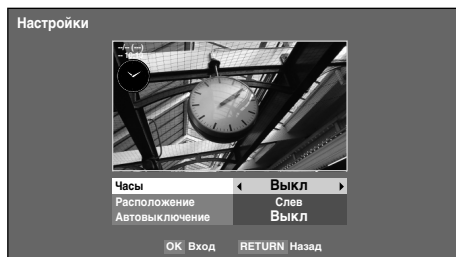 Настройки
--/-- (---)
Часы Выкл
Расположение Слев
Автовыключение Выкл
OK Вход RETURN Назад